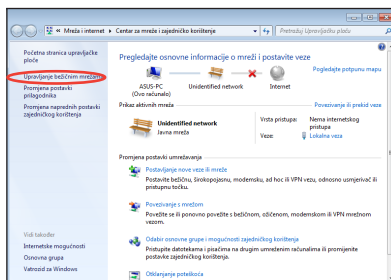 Mreža i internet
Centar za mreže i zajedničko korištenje
Pretražuj Upravljačku ploču
Početna stranica upravljačke
ploče
Upravljanje bežičnim mrežama
Promjena postavki
prilagodnika
Promjena naprednih postavki
zajedničkog korištenja
Vidi također
Internetske mogućnosti
Osnovna grupa
Vatrozid za Windows
Pregledajte osnovne informacije o mreži i postavite veze
Pogledajte potpunu mapu
ASUS-PC
(Ovo računalo)
Unidentified network
Internet
Prikaz aktivnih mreža
Povezivanje ili prekid veze
Unidentified network
Javna mreža
Vrsta pristupa: Nema internetskog
pristupa
Veze: Lokalna veza
Promjena postavki umrežavanja
Postavljanje nove veze ili mreže
Postavite bežičnu, širokopojasnu, modemsku, ad hoc ili VPN vezu, odnosno usmjerivač ili
pristupnu točku.
Povezivanje s mrežom
Povežite se ili ponovno povežite s bežičnom, ožičenom, modemskom ili VPN mrežnom
vezom.
Odabir osnovne grupe i mogućnosti zajedničkog korištenja
Pristupite datotekama i pisačima na drugim umreženim računalima ili promijenite
postavke zajedničkog korištenja.
Otklanjanje poteškoća